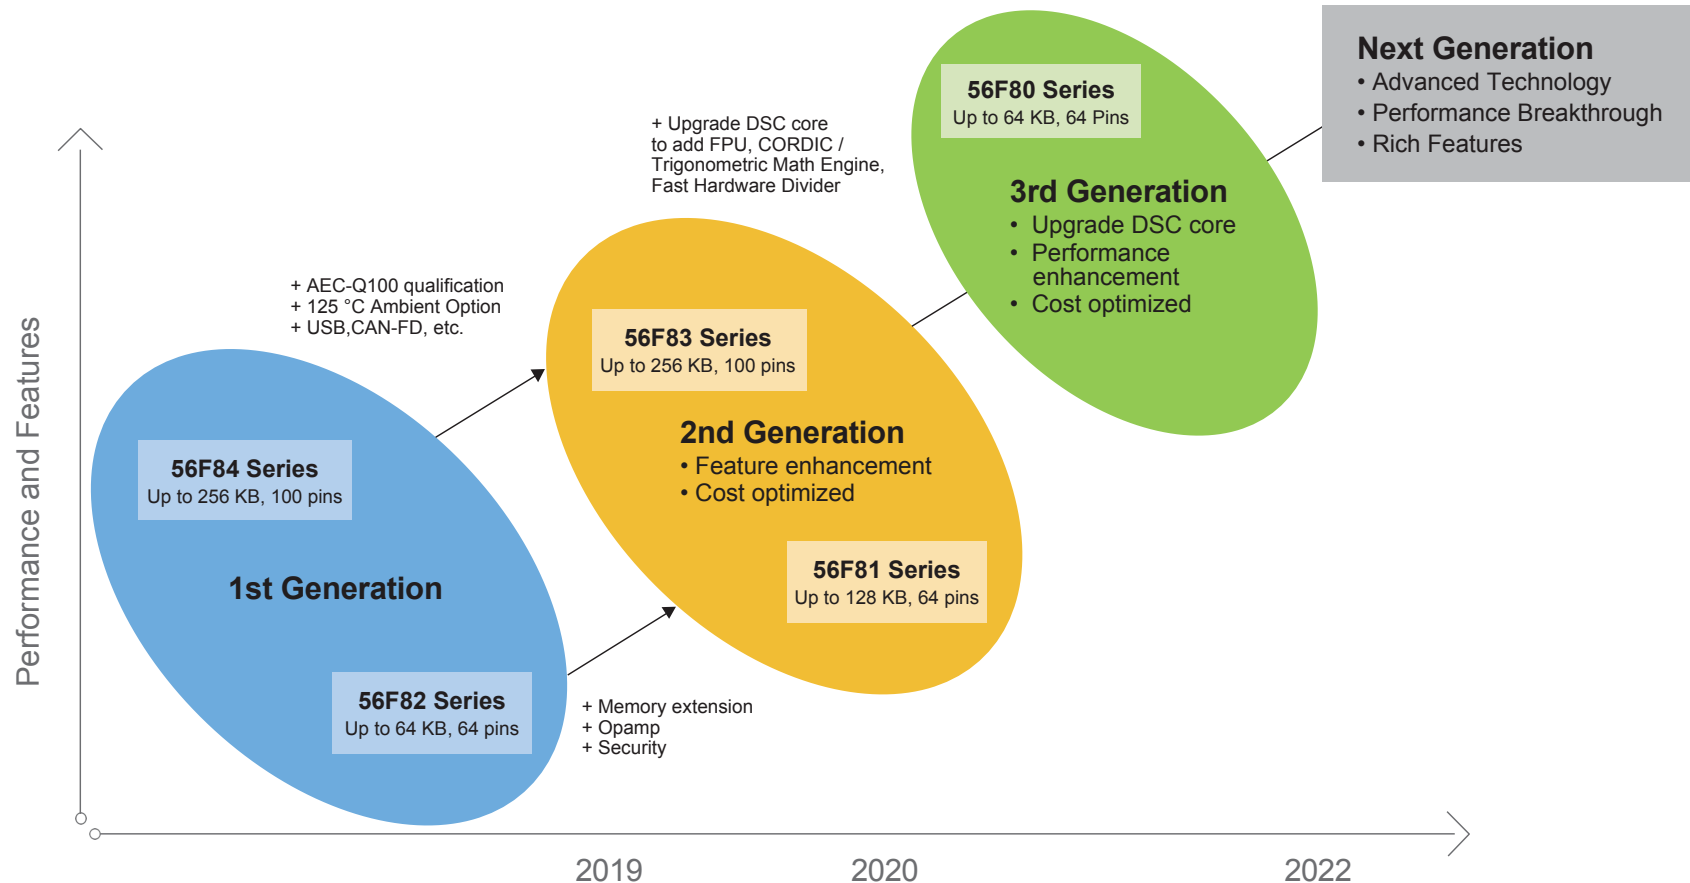 Performance and Features
56F84 Series
Up to 256 KB, 100 pins
1st Generation
56F82 Series
Up to 64 KB, 64 pins
+ AEC-Q100 qualification
+ 125 °C Ambient Option
+ USB,CAN-FD, etc.
+ Memory extension
+ Opamp
+ Security
56F83 Series
Up to 256 KB, 100 pins
2nd Generation
• Feature enhancement
• Cost optimized
56F81 Series
Up to 128 KB, 64 pins
+ Upgrade DSC core
to add FPU, CORDIC /
Trigonometric Math Engine,
Fast Hardware Divider
56F80 Series
Up to 64 KB, 64 Pins
3rd Generation
• Upgrade DSC core
• Performance
enhancement
• Cost optimized
Next Generation
• Advanced Technology
• Performance Breakthrough
• Rich Features
2019
2020
2022